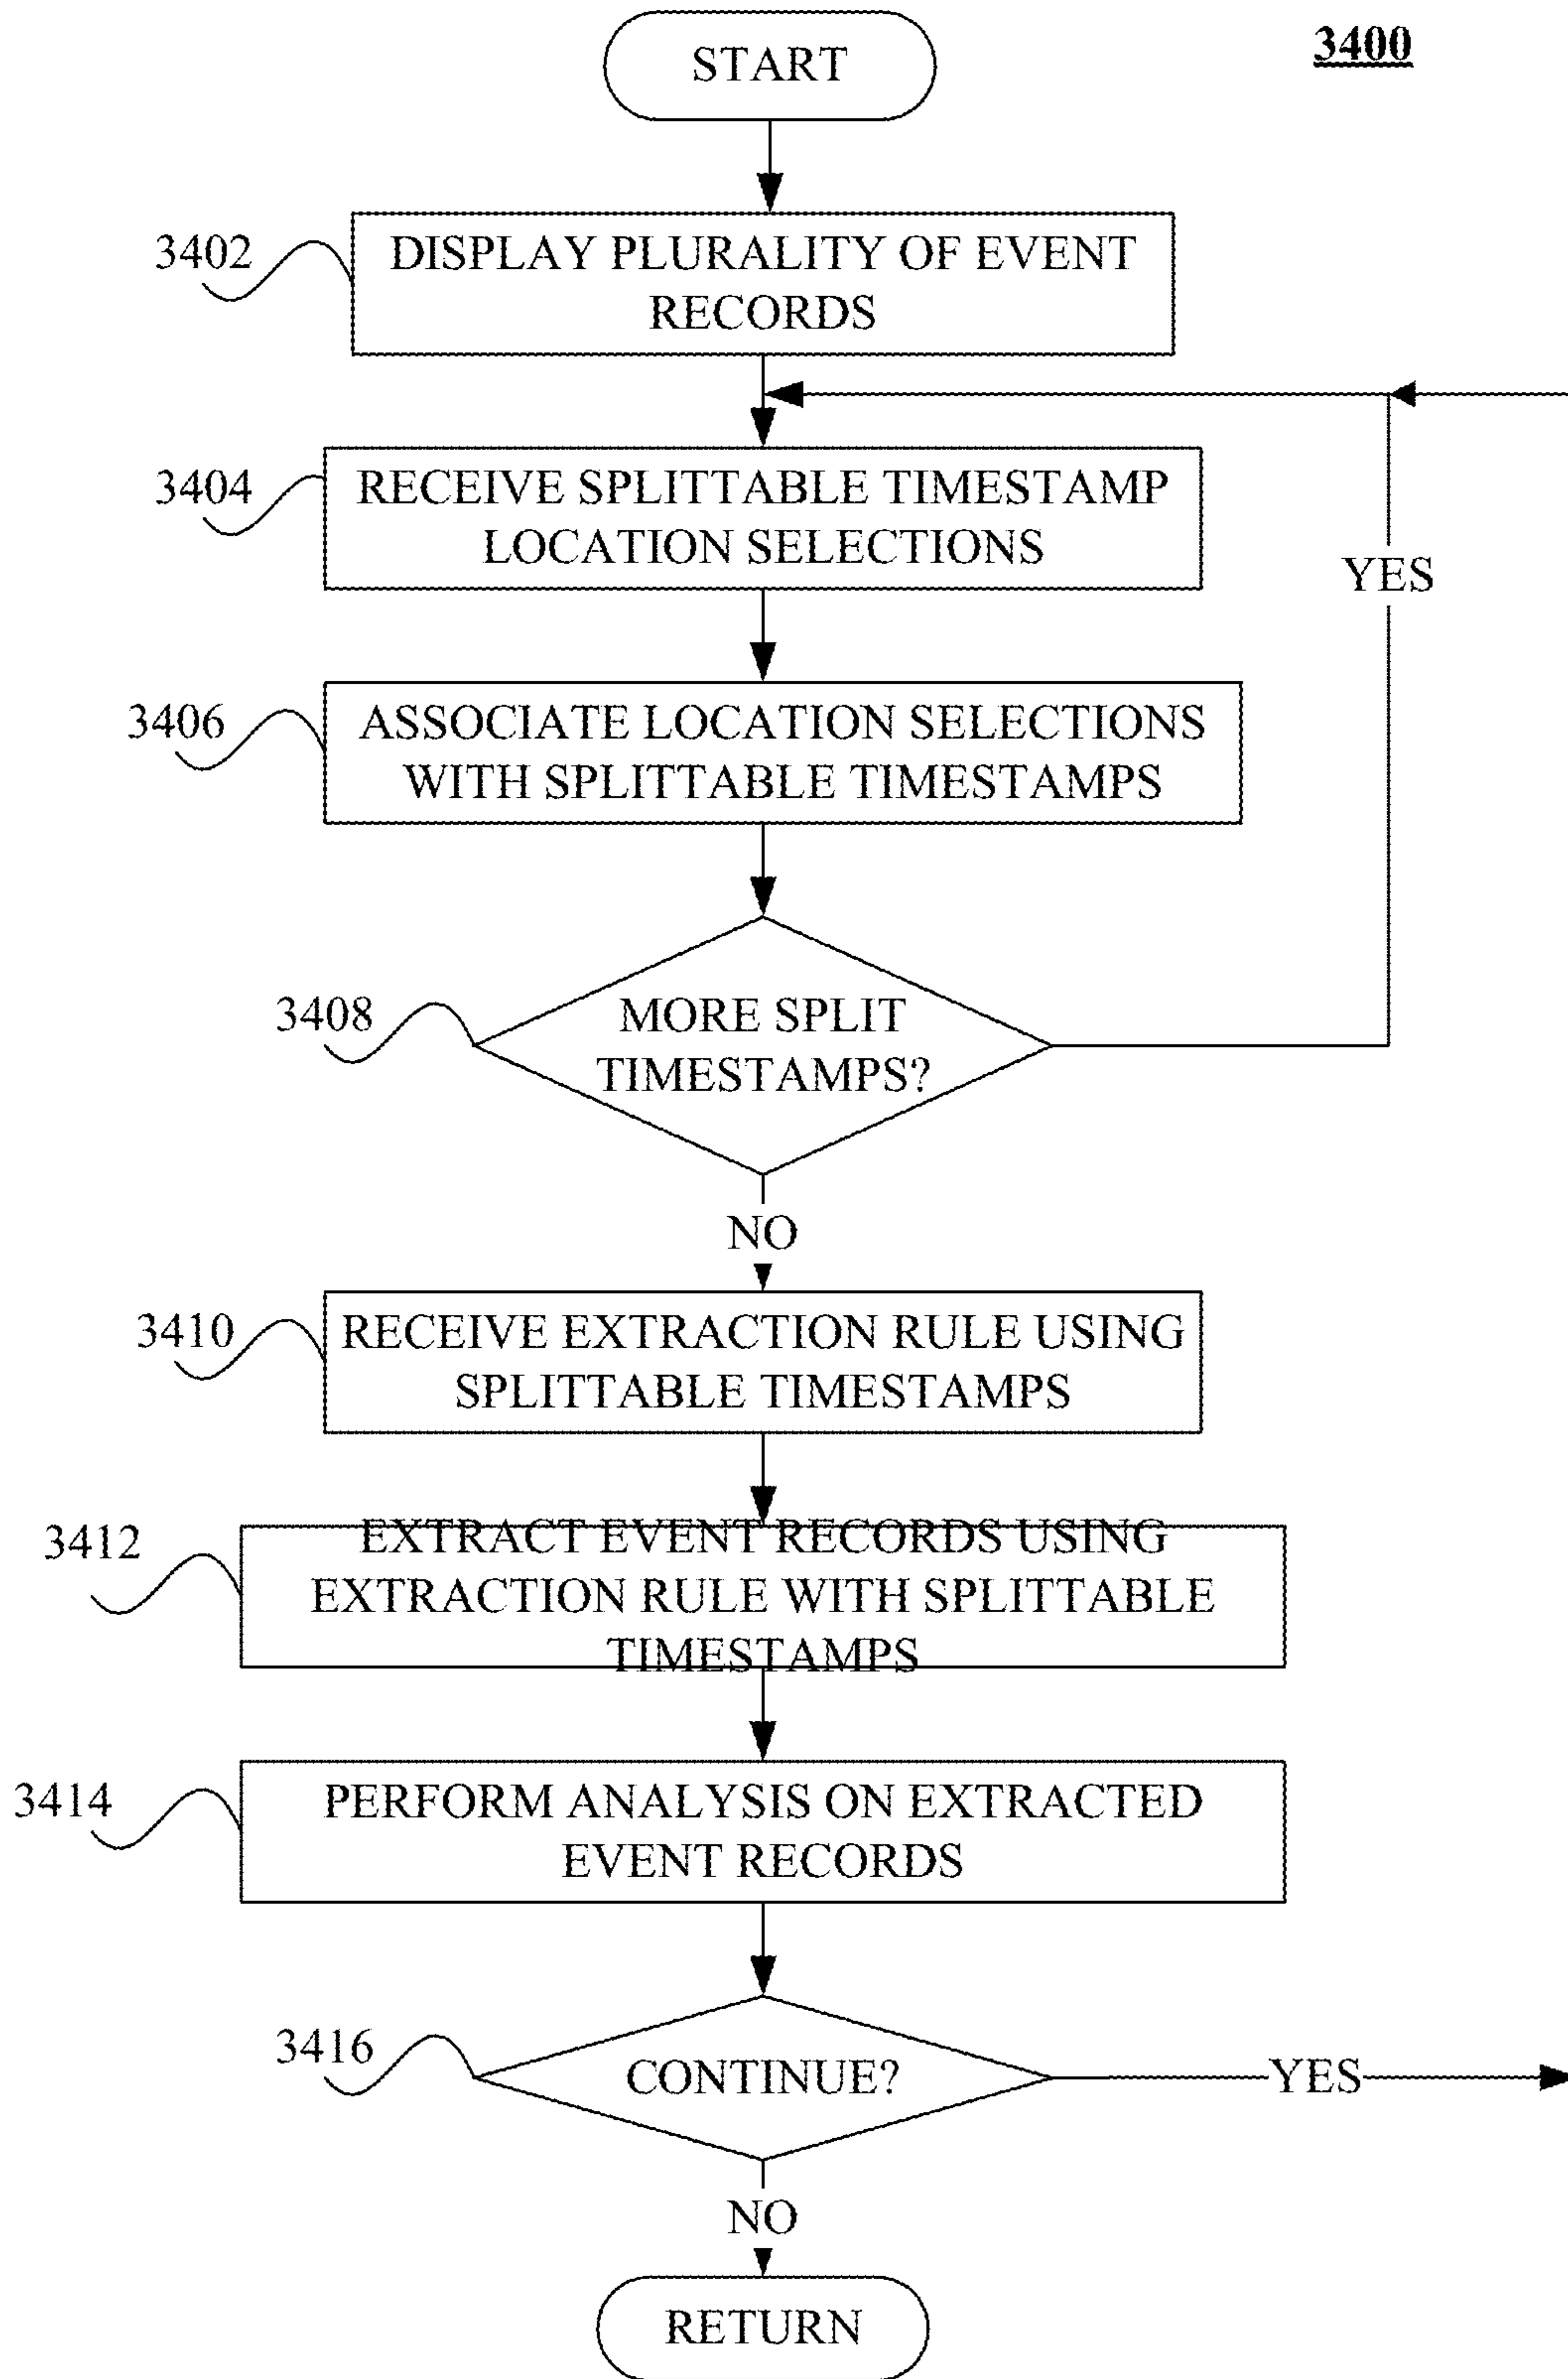 START
3400
3402
DISPLAY PLURALITY OF EVENT
RECORDS
3404
RECEIVE SPLITTABLE TIMESTAMP
LOCATION SELECTIONS
YES
3406
ASSOCIATE LOCATION SELECTIONS
WITH SPLITTABLE TIMESTAMPS
3408
MORE SPLIT
TIMESTAMPS?
NO
3410
RECEIVE EXTRACTION RULE USING
SPLITTABLE TIMESTAMPS
3412
EXTRACT EVENT RECORDS USING
EXTRACTION RULE WITH SPLITTABLE
TIMESTAMPS
3414
PERFORM ANALYSIS ON EXTRACTED
EVENT RECORDS
3416
CONTINUE?
YES
NO
RETURN